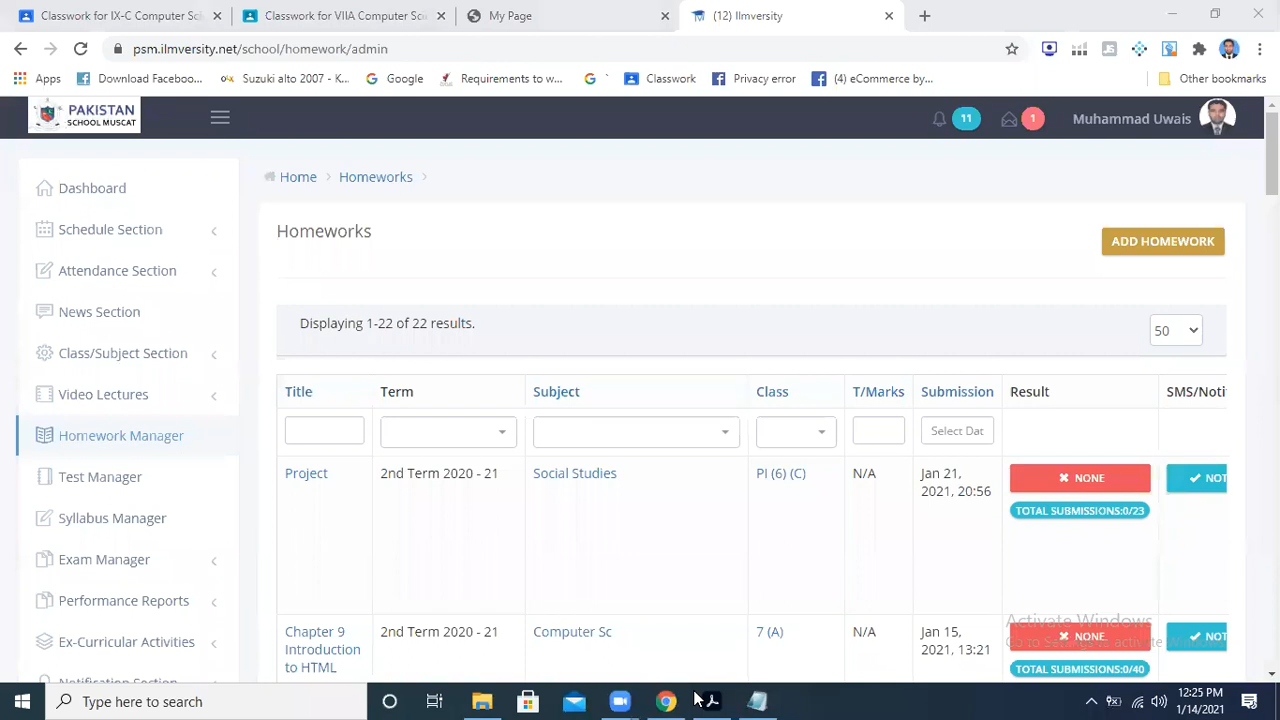 Classwork for IX-C Computer Sc
Classwork for VIIA Computer Sc
My Page
(12) Ilmversity
psm.ilmversity.net/school/homework/admin
Apps
Download Faceboo...
Suzuki alto 2007 - K...
Google
Requirements to w...
Classwork
Privacy error
(4) eCommerce by...
Other bookmarks
PAKISTAN
SCHOOL MUSCAT
11
1
Muhammad Uwais
Dashboard
Schedule Section
Attendance Section
News Section
Class/Subject Section
Video Lectures
Homework Manager
Test Manager
Syllabus Manager
Exam Manager
Performance Reports
Ex-Curricular Activities
Notification Section
Home > Homeworks >
Homeworks
ADD HOMEWORK
Displaying 1-22 of 22 results.
50
Title Term Subject Class T/Marks Submission Result SMS/Noti
Select Dat
Project 2nd Term 2020 - 21 Social Studies PI (6) (C) N/A Jan 21, 2021, 20:56 NONE NOT
TOTAL SUBMISSIONS:0/23
Chapter 3 Introduction to HTML 2nd Term 2020 - 21 Computer Sc 7 (A) N/A Jan 15, 2021, 13:21 NONE NOT
TOTAL SUBMISSIONS:0/40
Activate Windows
Type here to search
12:25 PM
1/14/2021